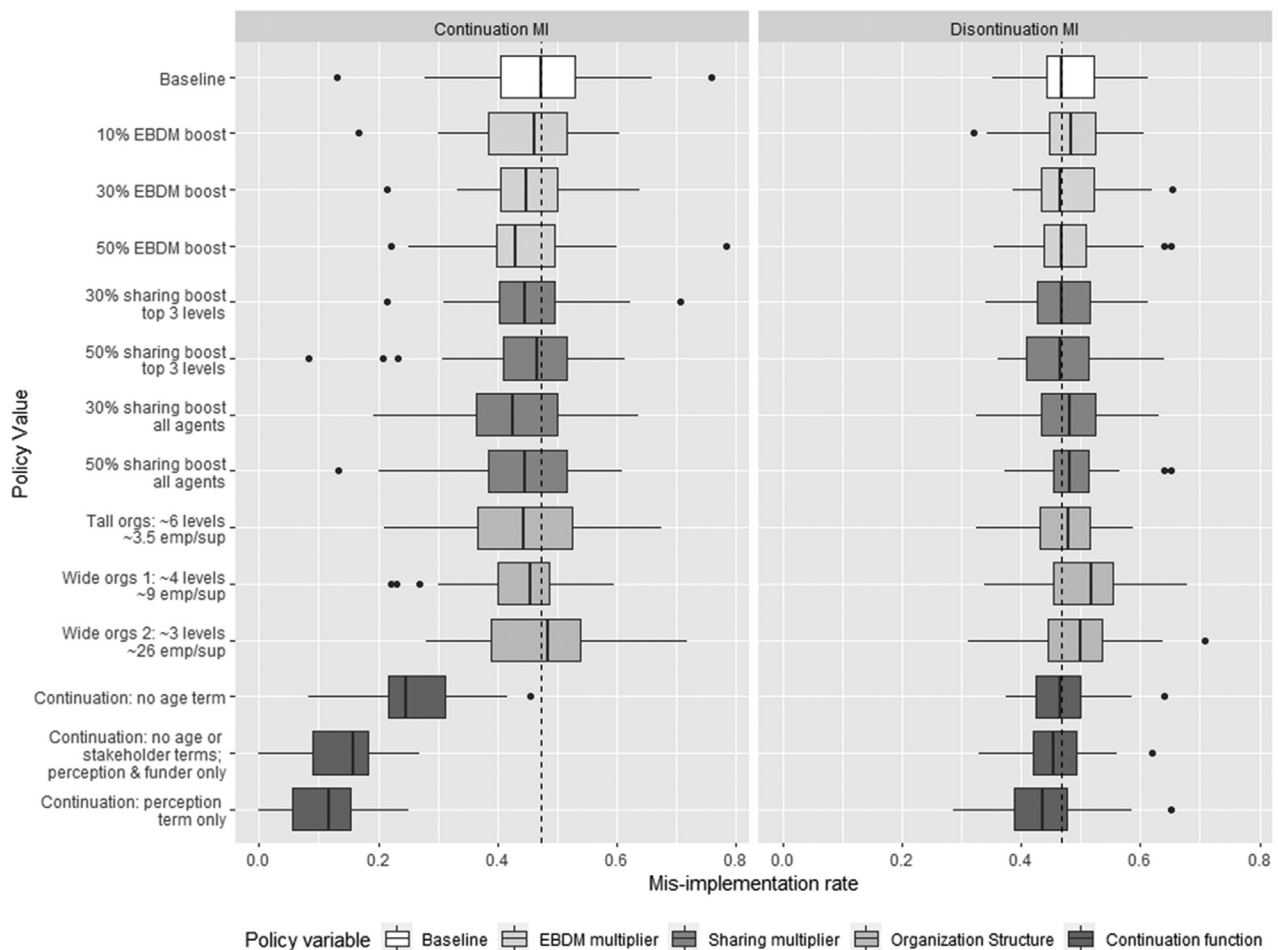 Continuation MI
Discontinuation MI
Policy Value
Baseline
10% EBDM boost
30% EBDM boost
50% EBDM boost
30% sharing boost
top 3 levels
50% sharing boost
top 3 levels
30% sharing boost
all agents
50% sharing boost
all agents
Tall orgs: ~6 levels
~3.5 emp/sup
Wide orgs 1: ~4 levels
~9 emp/sup
Wide orgs 2: ~3 levels
~26 emp/sup
Continuation: no age term
Continuation: no age or
stakeholder terms;
perception & funder only
Continuation: perception
term only
0.0 0.2 0.4 0.6 0.8
0.0 0.2 0.4 0.6 0.8
Mis-implementation rate
Policy variable Baseline EBDM multiplier Sharing multiplier Organization Structure Continuation function